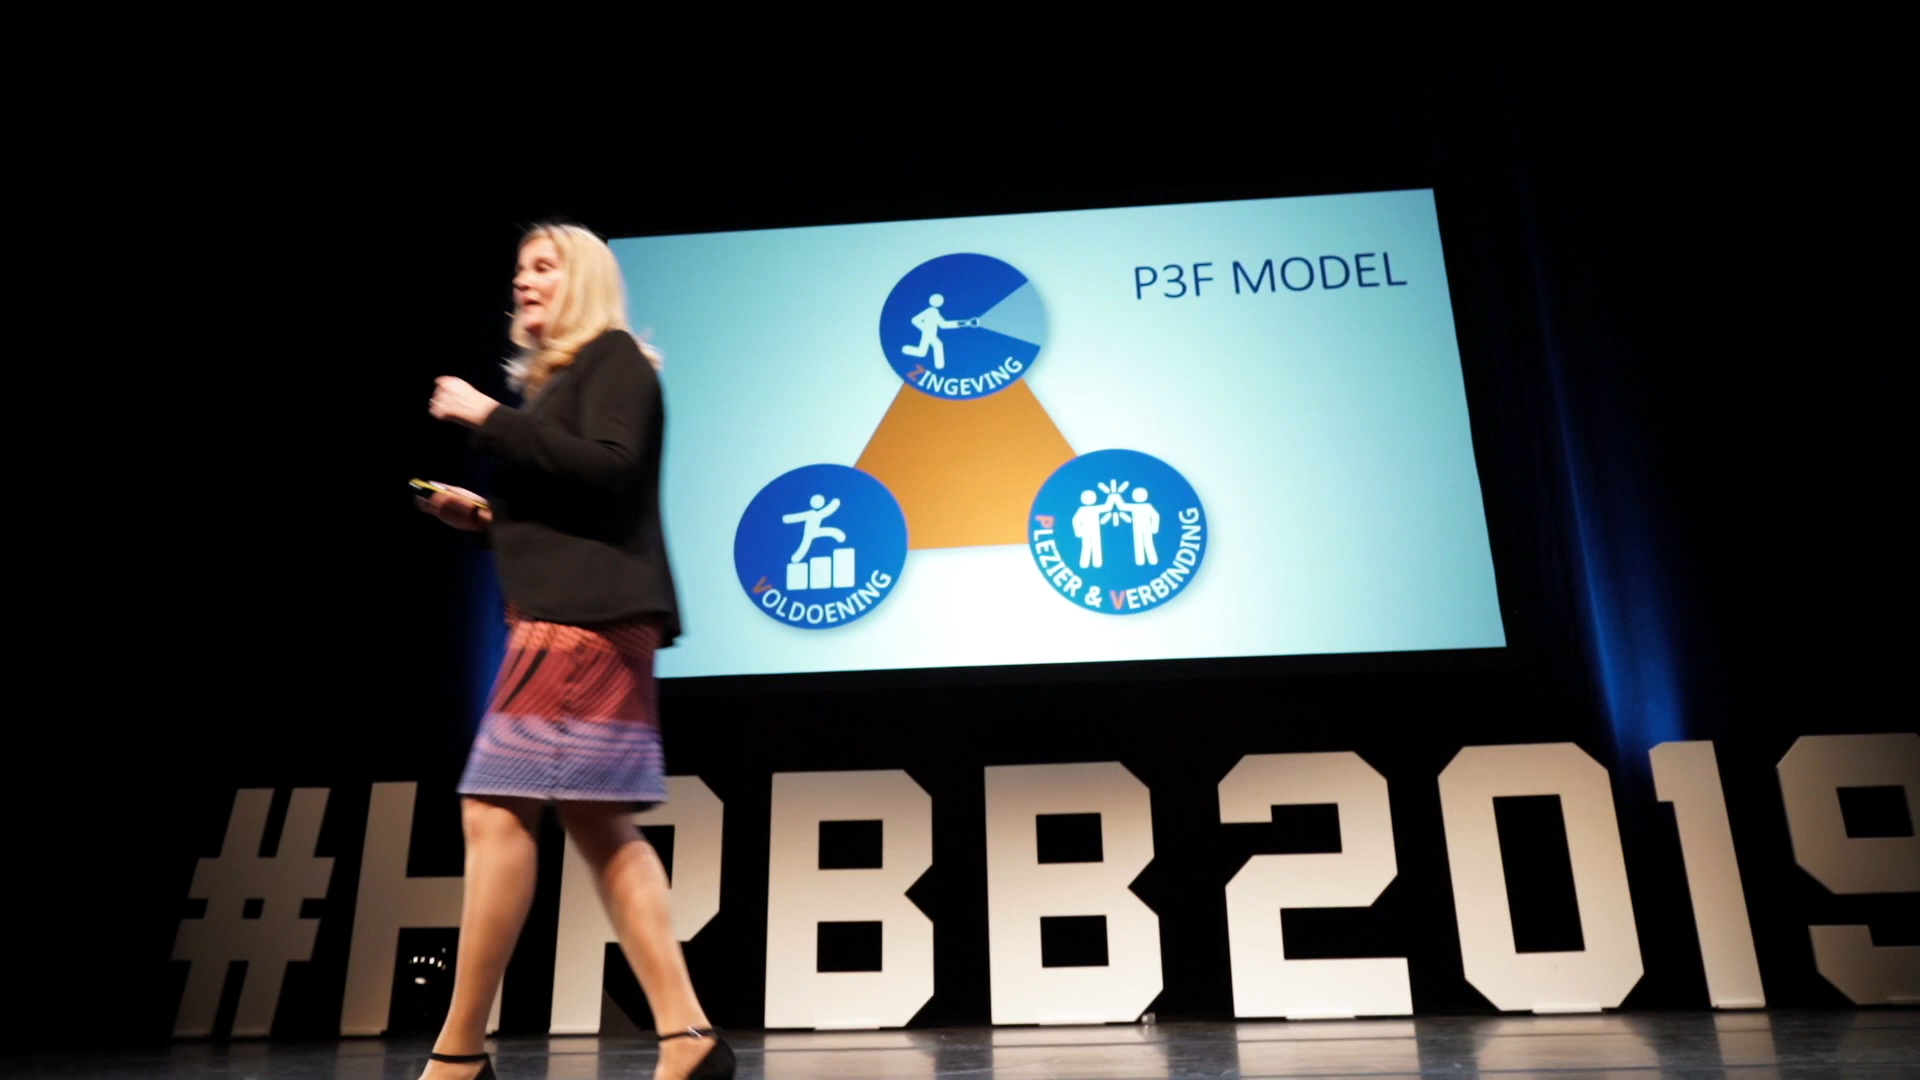 P3F MODEL
ZINGEVING
VOLDOENING
PLEZIER & VERBINDING
#HRBB2019